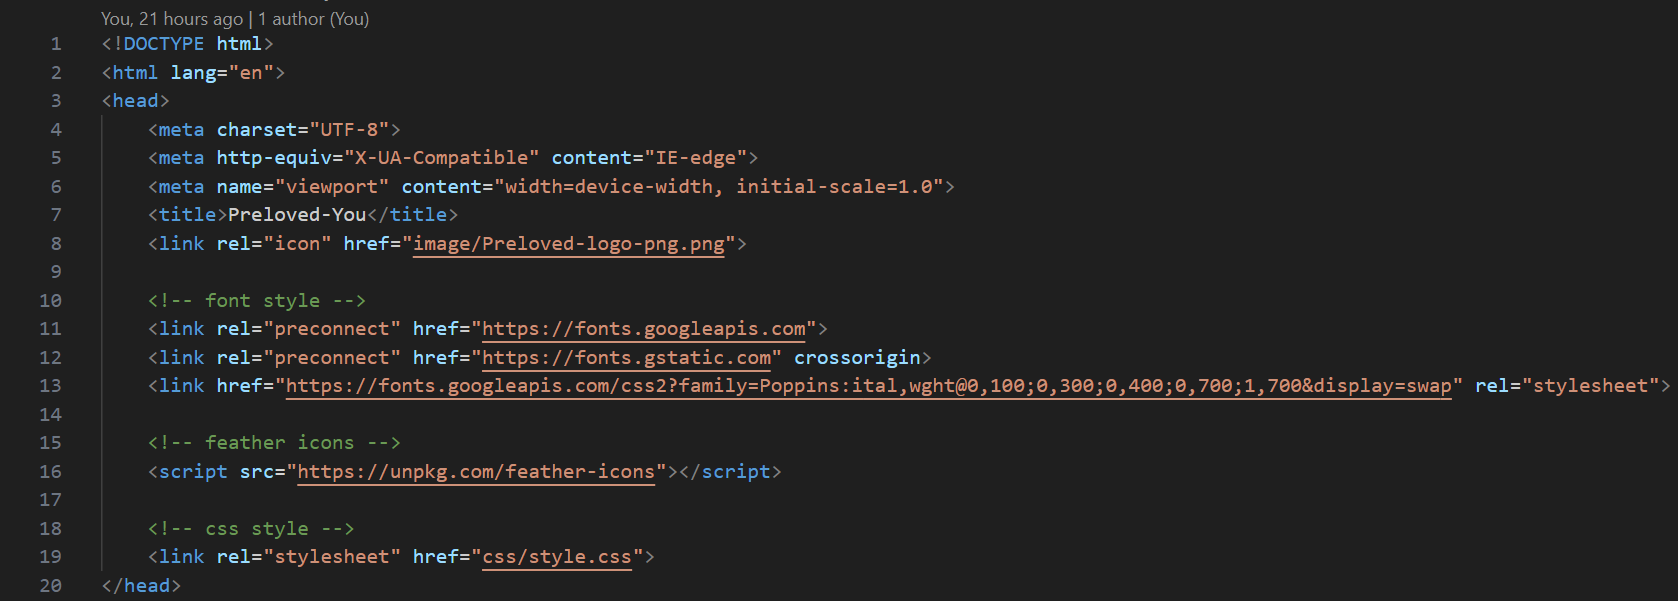 You, 21 hours ago | 1 author (You)
1 <!DOCTYPE html>
2 <html lang="en">
3 <head>
4 <meta charset="UTF-8">
5 <meta http-equiv="X-UA-Compatible" content="IE-edge">
6 <meta name="viewport" content="width=device-width, initial-scale=1.0">
7 <title>Preloved-You</title>
8 <link rel="icon" href="image/Preloved-logo-png.png">
9
10 <!-- font style -->
11 <link rel="preconnect" href="https://fonts.googleapis.com">
12 <link rel="preconnect" href="https://fonts.gstatic.com" crossorigin>
13 <link href="https://fonts.googleapis.com/css2?family=Poppins:ital,wght@0,100;0,300;0,400;0,700;1,700&display=swap" rel="stylesheet">
14
15 <!-- feather icons -->
16 <script src="https://unpkg.com/feather-icons"></script>
17
18 <!-- css style -->
19 <link rel="stylesheet" href="css/style.css">
20 </head>